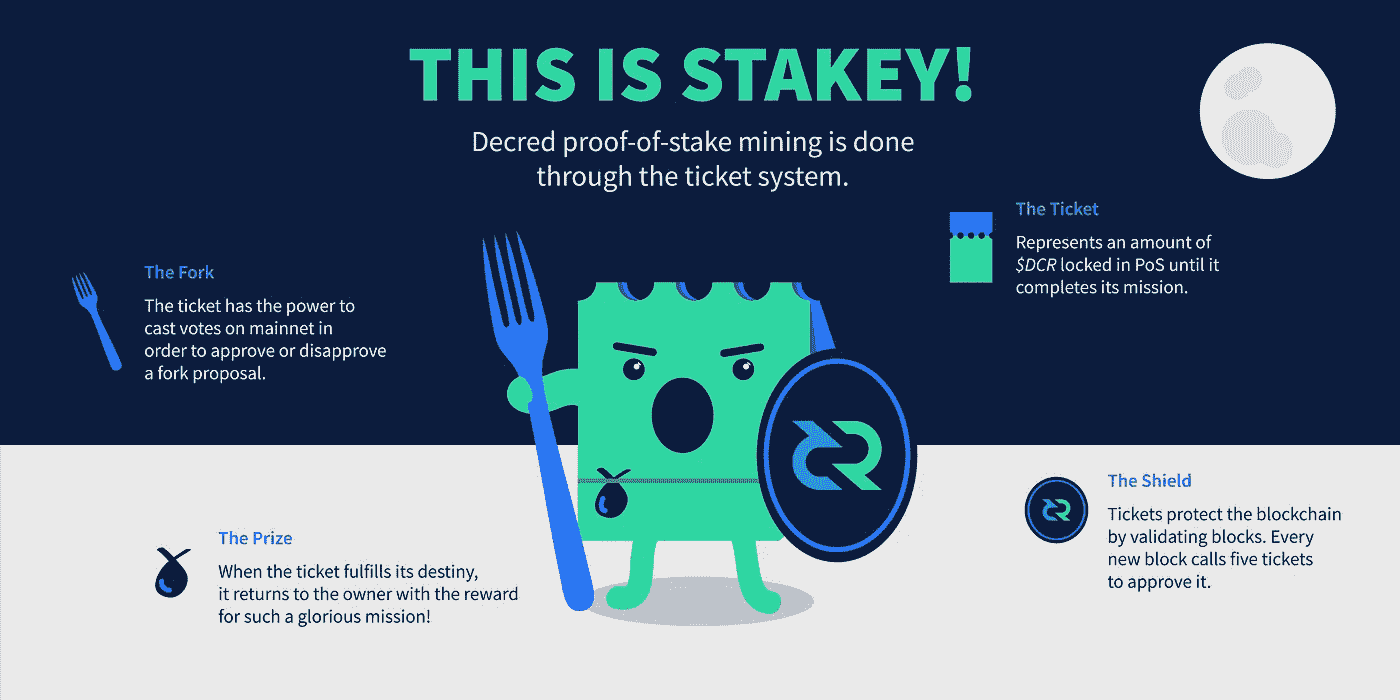 THIS IS STAKEY!
Decred proof-of-stake mining is done
through the ticket system.
The Ticket
Represents an amount of
$DCR locked in PoS until it
completes its mission.
The Fork
The ticket has the power to
cast votes on mainnet in
order to approve or disapprove
a fork proposal.
The Shield
Tickets protect the blockchain
by validating blocks. Every
new block calls five tickets
to approve it.
The Prize
When the ticket fulfills its destiny,
it returns to the owner with the reward
for such a glorious mission!